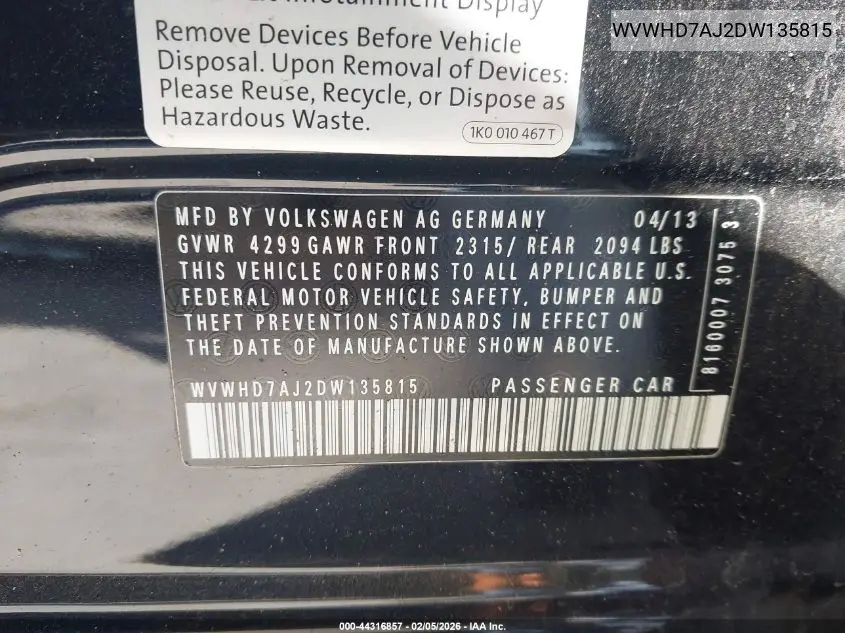 Infotainment Display
Remove Devices Before Vehicle
Disposal. Upon Removal of Devices:
Please Reuse, Recycle, or Dispose as
Hazardous Waste.
1K0 010 467 T
WVWHD7AJ2DW135815
MFD BY VOLKSWAGEN AG GERMANY 04/13
GVWR 4299 GAWR FRONT 2315/ REAR 2094 LBS
THIS VEHICLE CONFORMS TO ALL APPLICABLE U.S.
FEDERAL MOTOR VEHICLE SAFETY, BUMPER AND
THEFT PREVENTION STANDARDS IN EFFECT ON
THE DATE OF MANUFACTURE SHOWN ABOVE.
WVWHD7AJ2DW135815 PASSENGER CAR
8160007 3075 3
000-44316857 - 02/05/2026 - IAA Inc.